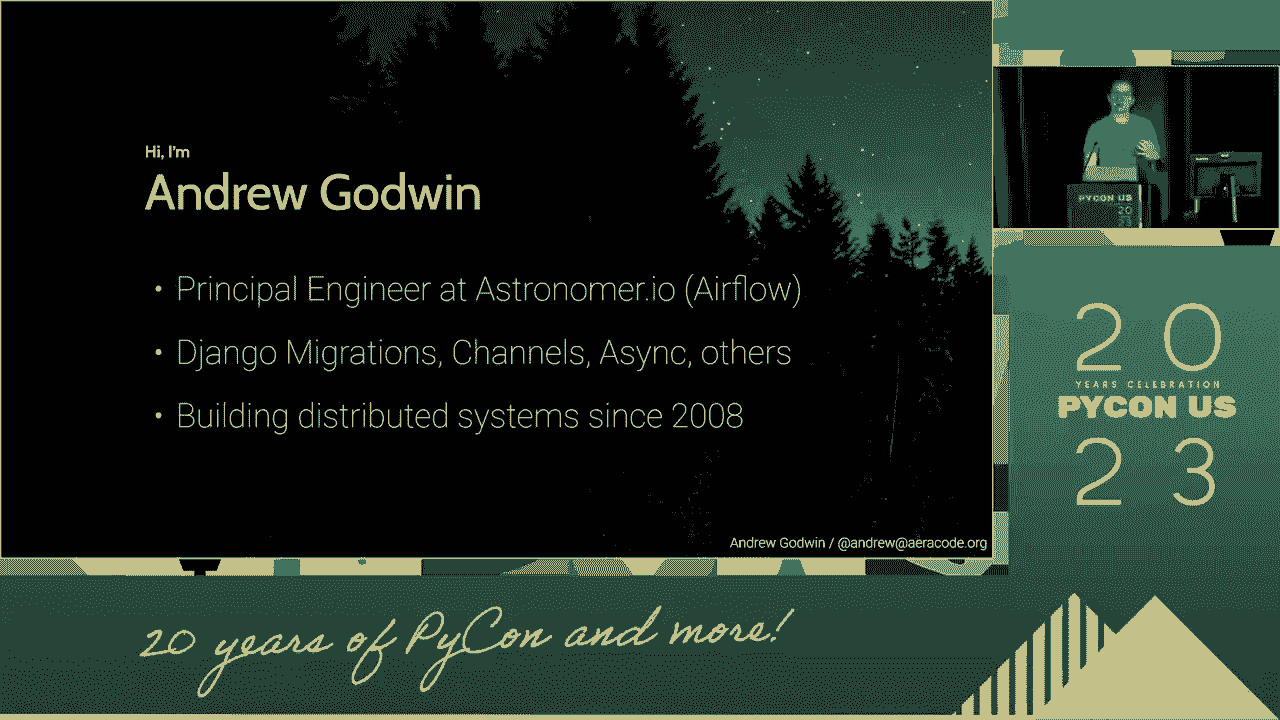 Hi, I'm
Andrew Godwin
• Principal Engineer at Astronomer.io (Airflow)
• Django Migrations, Channels, Async, others
• Building distributed systems since 2008
Andrew Godwin / @andrew@aeracode.org
PYCON US
20
23
20
YEARS CELEBRATION
PYCON US
23
20 years of PyCon and more!